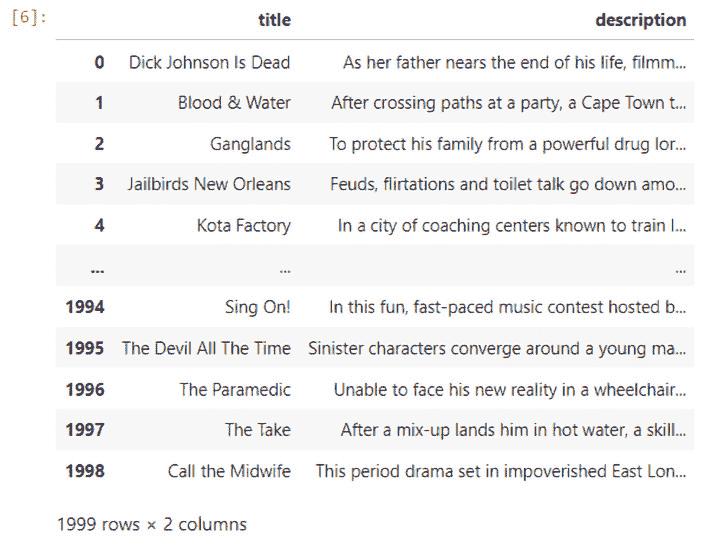 [6]:
title description
0 Dick Johnson Is Dead As her father nears the end of his life, filmm...
1 Blood & Water After crossing paths at a party, a Cape Town t...
2 Ganglands To protect his family from a powerful drug lor...
3 Jailbirds New Orleans Feuds, flirtations and toilet talk go down amo...
4 Kota Factory In a city of coaching centers known to train I...
... ... ...
1994 Sing On! In this fun, fast-paced music contest hosted b...
1995 The Devil All The Time Sinister characters converge around a young ma...
1996 The Paramedic Unable to face his new reality in a wheelchair...
1997 The Take After a mix-up lands him in hot water, a skill...
1998 Call the Midwife This period drama set in impoverished East Lon...
1999 rows × 2 columns